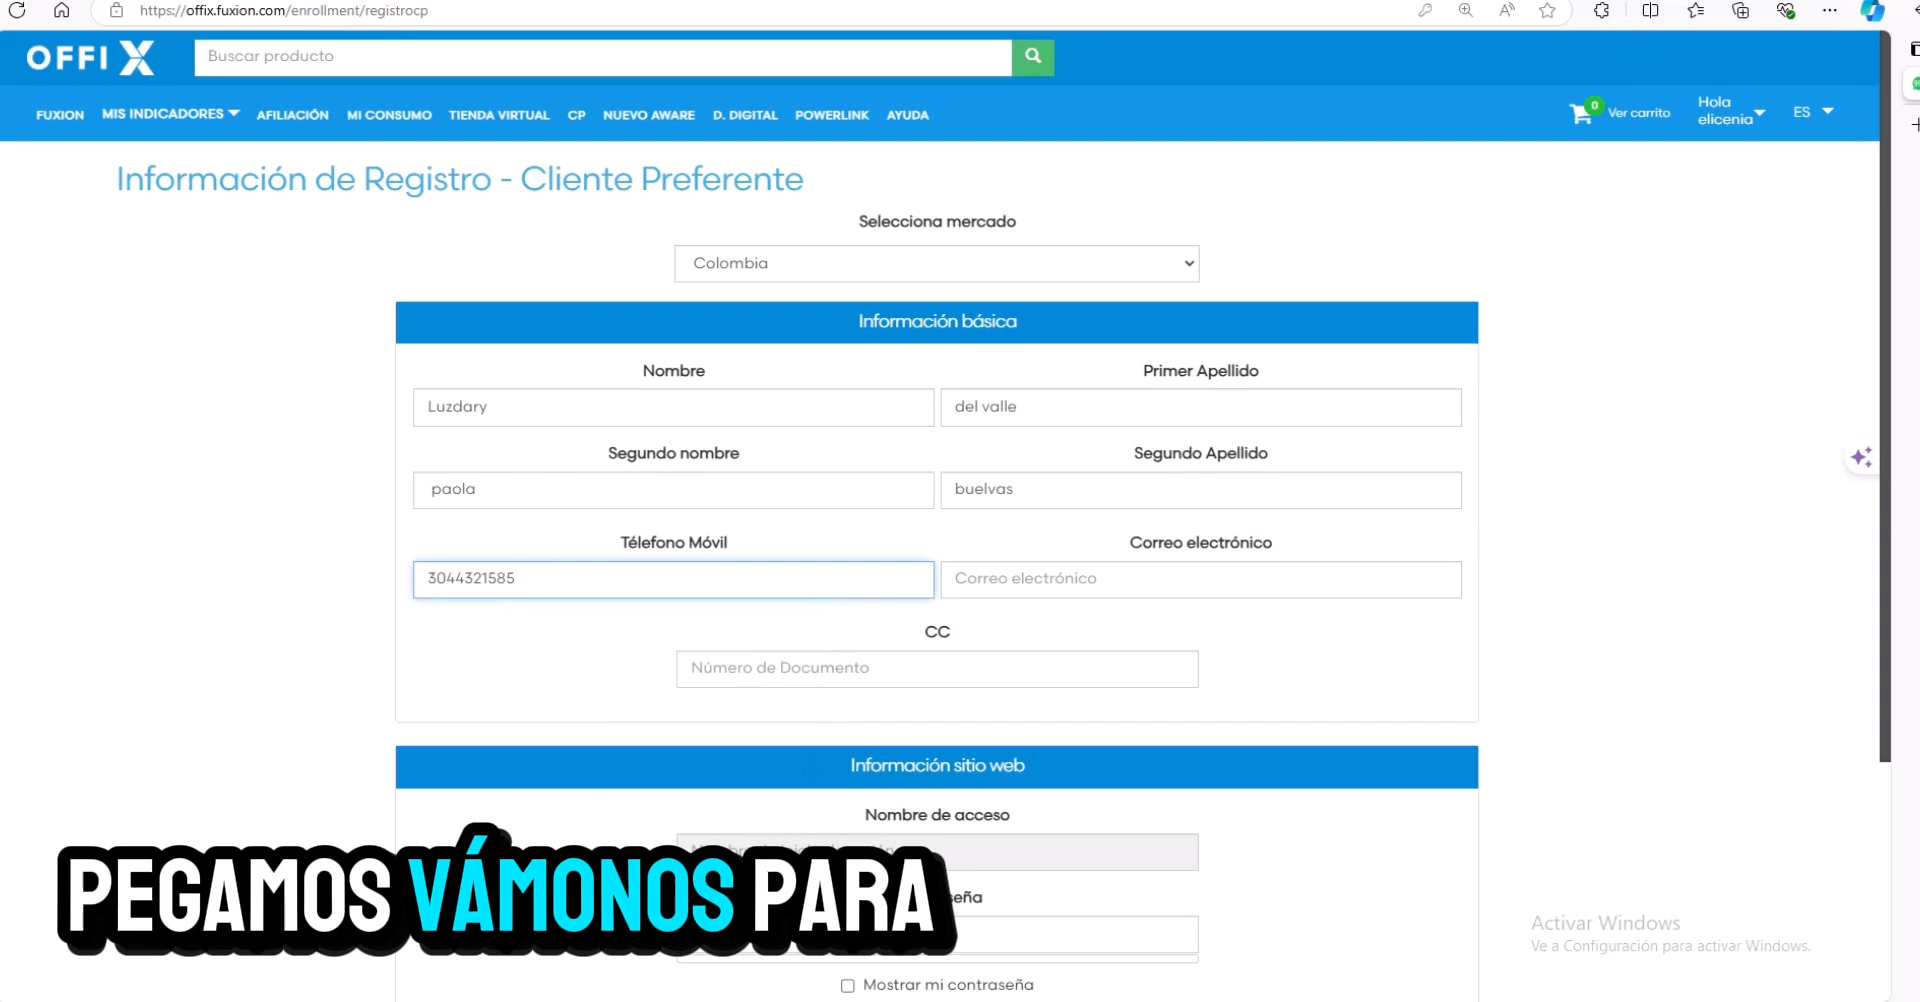 https://offix.fuxion.com/enrollment/registrocp
OFFI X
Buscar producto
FUXION MIS INDICADORES AFILIACIÓN MI CONSUMO TIENDA VIRTUAL CP NUEVO AWARE D. DIGITAL POWERLINK AYUDA
0 Ver carrito
Hola
elicenia
ES
Información de Registro - Cliente Preferente
Selecciona mercado
Colombia
Información básica
Nombre
Primer Apellido
Luzdary
del valle
Segundo nombre
Segundo Apellido
paola
buelvas
Télefono Móvil
Correo electrónico
3044321585
Correo electrónico
CC
Número de Documento
Información sitio web
Nombre de acceso
PEGAMOS VÁMONOS PARA
Mostrar mi contraseña
Activar Windows
Ve a Configuración para activar Windows.